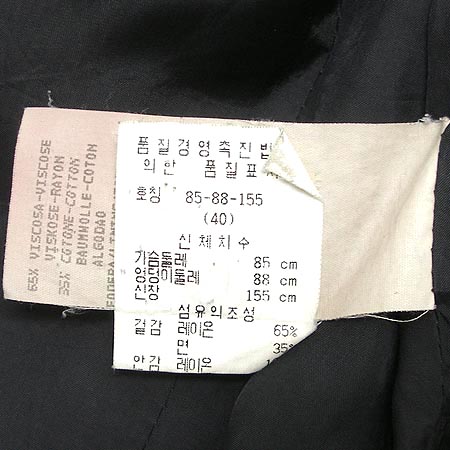 품질경영촉진법
의한 품질표
호칭 85-88-155
(40)
신체치수
가슴둘레 85 cm
엉덩이둘레 88 cm
신장 155 cm
섬유의조성
겉감 레이온 65%
면 35%
안감 레이온
65% VISCOSA-VISCOSE
VISKOSE-RAYON
35% COTONE-COTTON
BAUMWOLLE-COTON
ALGODAO